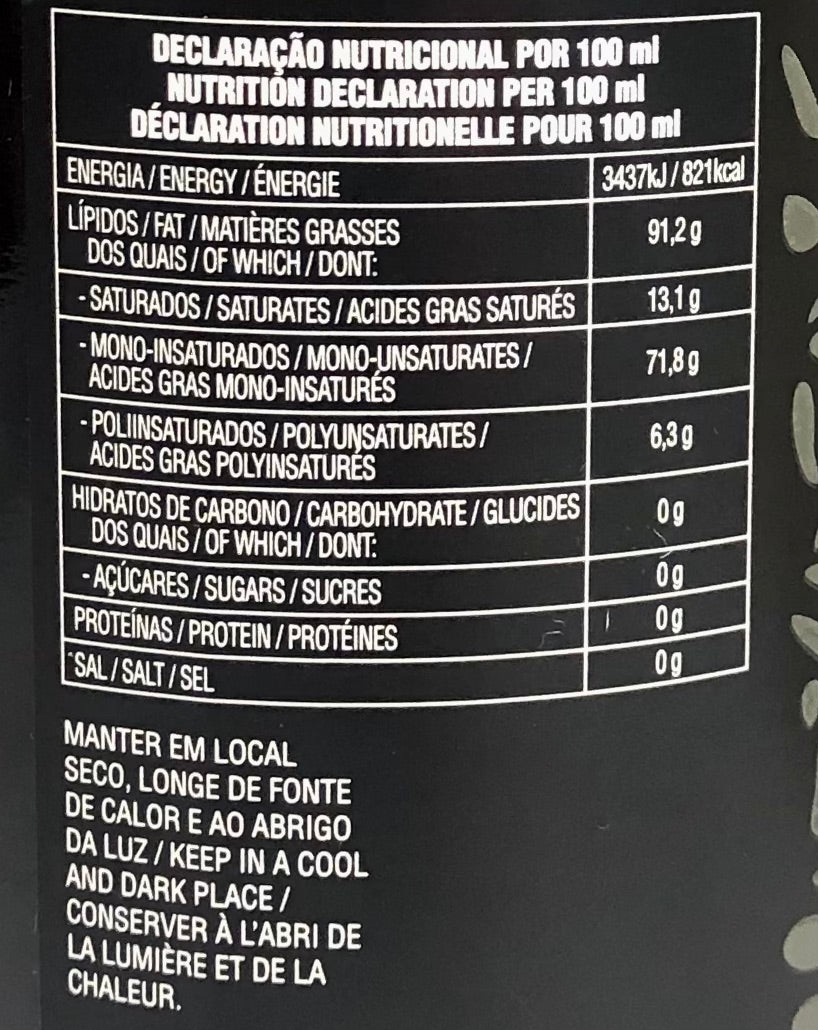 DECLARAÇÃO NUTRICIONAL POR 100 ml
NUTRITION DECLARATION PER 100 ml
DÉCLARATION NUTRITIONELLE POUR 100 ml
ENERGIA / ENERGY / ÉNERGIE 3437kJ / 821kcal
LÍPIDOS / FAT / MATIÈRES GRASSES 91,2 g
DOS QUAIS / OF WHICH / DONT:
- SATURADOS / SATURATES / ACIDES GRAS SATURÉS 13,1 g
- MONO-INSATURADOS / MONO-UNSATURATES / 71,8 g
ACIDES GRAS MONO-INSATURÉS
- POLIINSATURADOS / POLYUNSATURATES / 6,3 g
ACIDES GRAS POLYINSATURÉS
HIDRATOS DE CARBONO / CARBOHYDRATE / GLUCIDES 0 g
DOS QUAIS / OF WHICH / DONT:
- AÇÚCARES / SUGARS / SUCRES 0 g
PROTEÍNAS / PROTEIN / PROTÉINES 0 g
SAL / SALT / SEL 0 g
MANTER EM LOCAL
SECO, LONGE DE FONTE
DE CALOR E AO ABRIGO
DA LUZ / KEEP IN A COOL
AND DARK PLACE /
CONSERVER À L'ABRI DE
LA LUMIÈRE ET DE LA
CHALEUR.